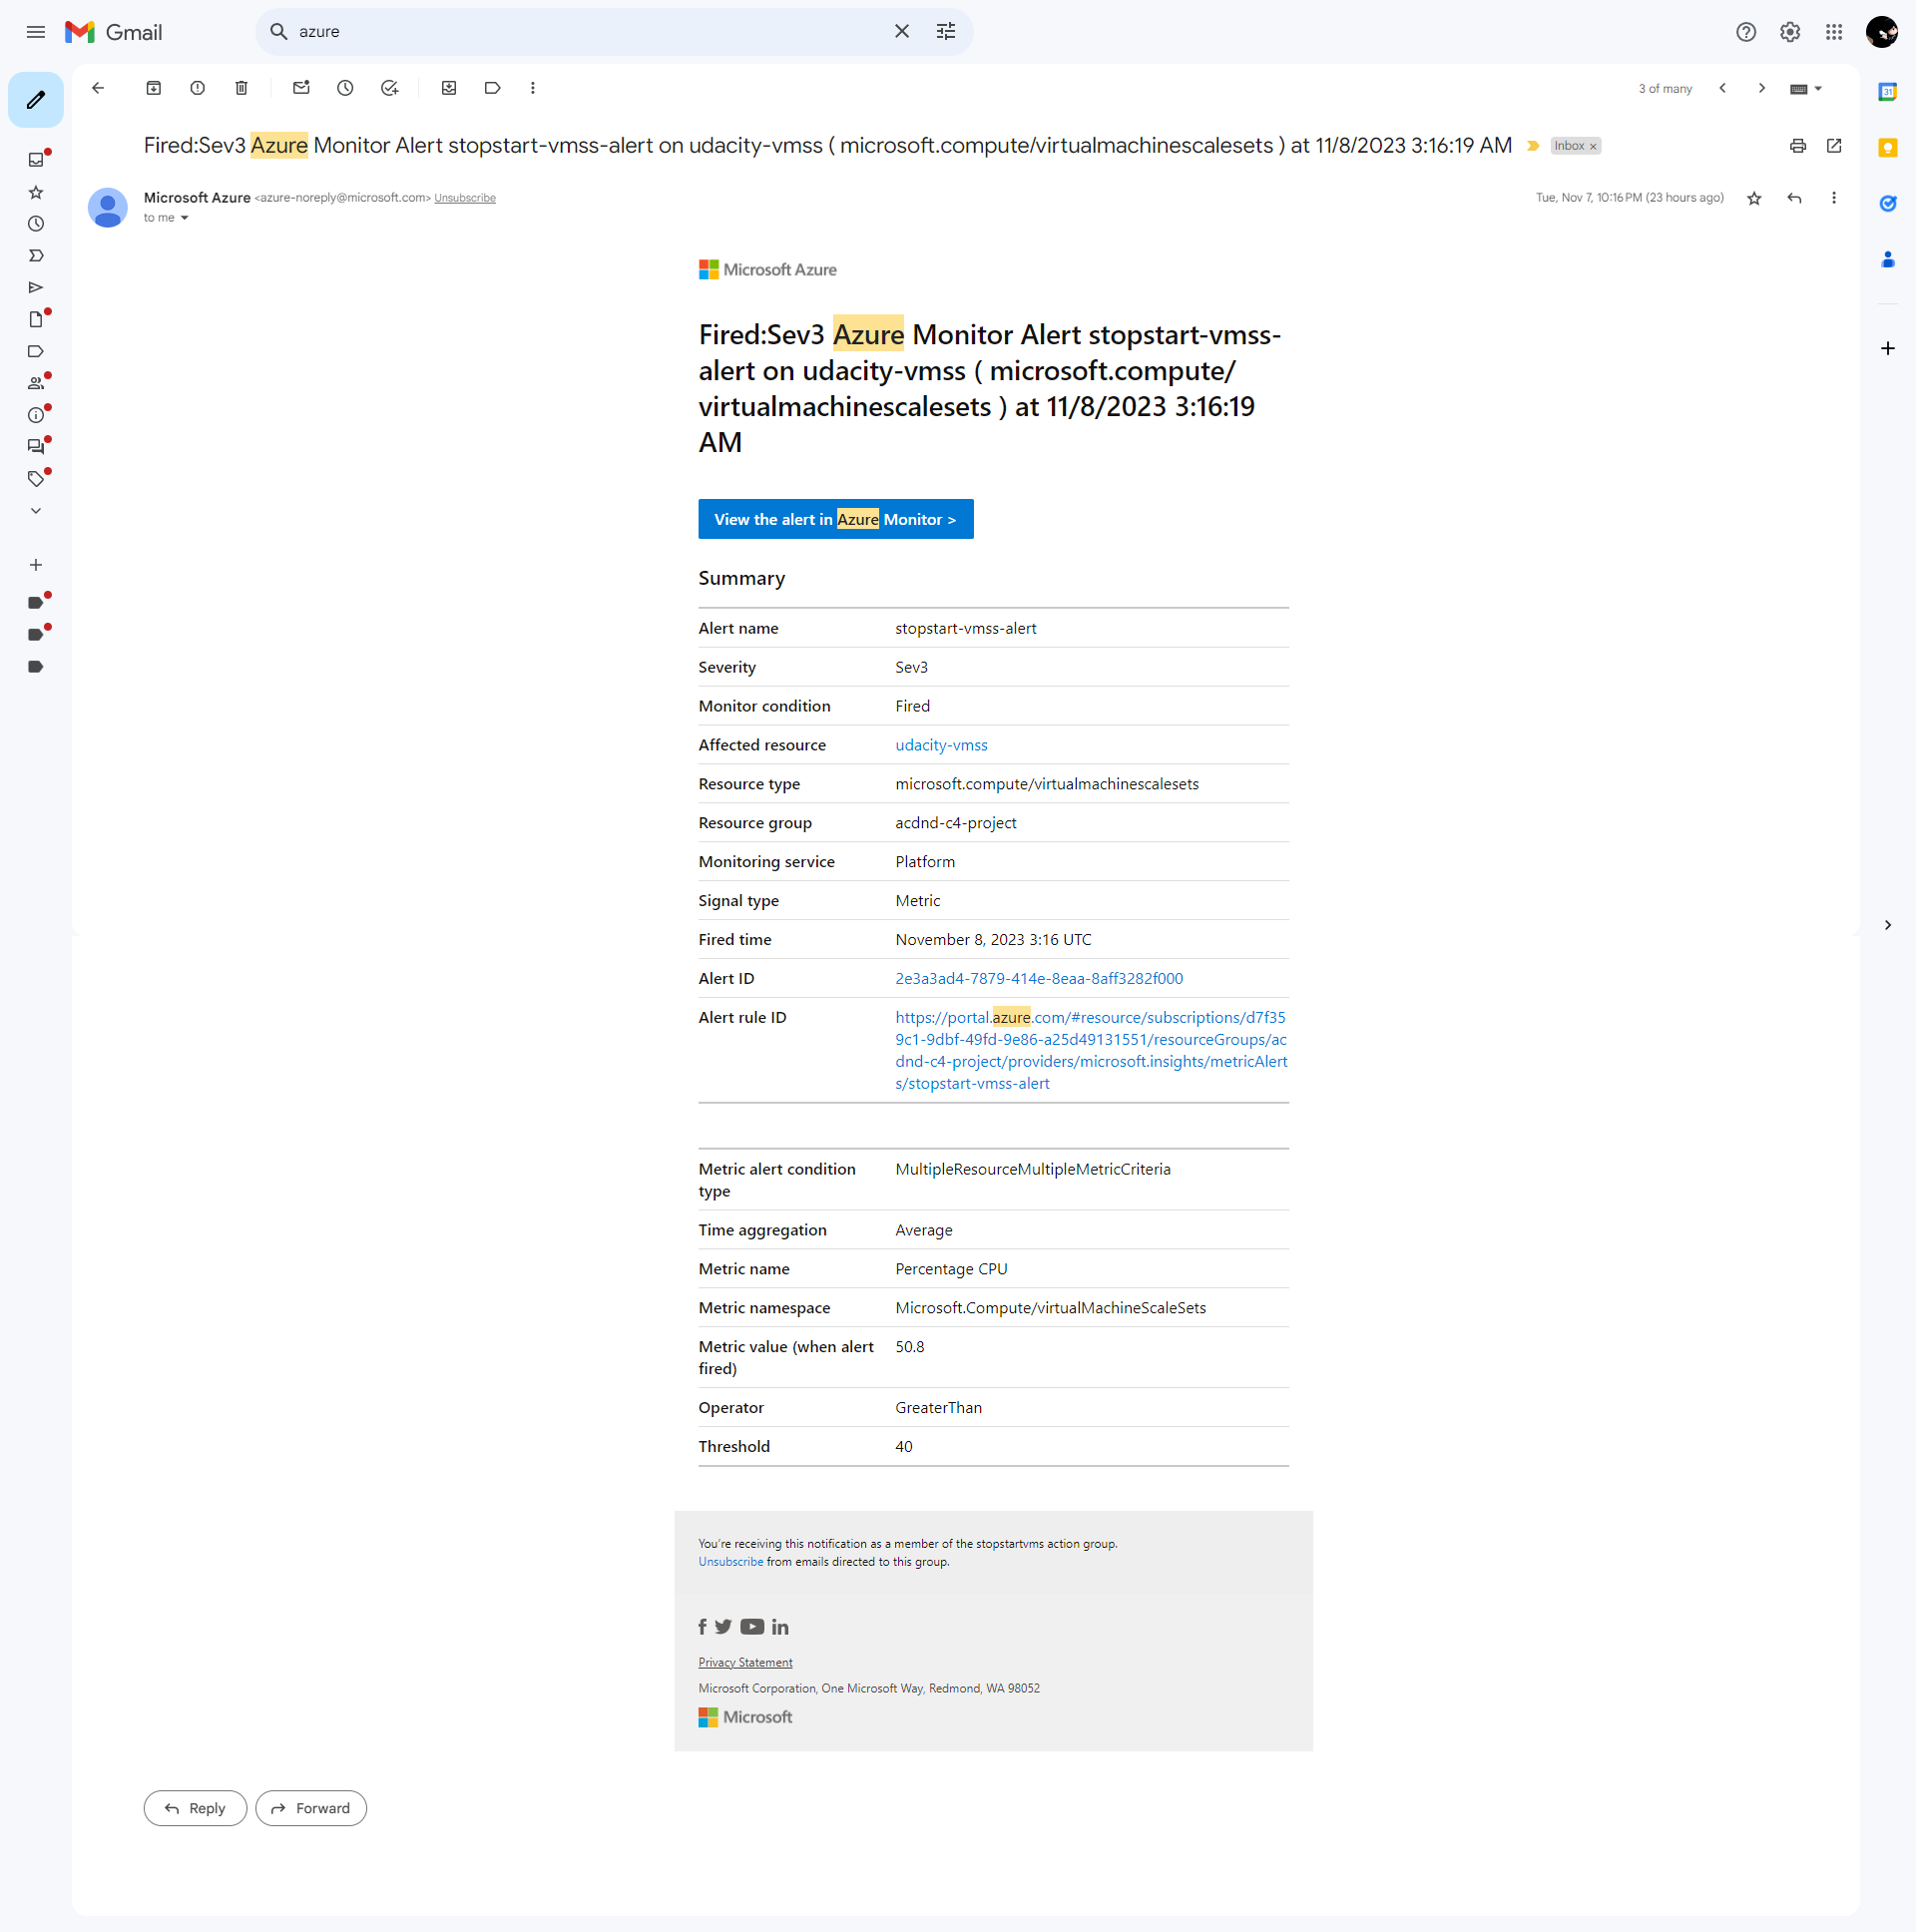 Gmail
azure
3 of many
Fired:Sev3 Azure Monitor Alert stopstart-vmss-alert on udacity-vmss ( microsoft.compute/virtualmachinescalesets ) at 11/8/2023 3:16:19 AM Inbox ×
Microsoft Azure <azure-noreply@microsoft.com> Unsubscribe
Tue, Nov 7, 10:16 PM (23 hours ago)
to me
31
Microsoft Azure
Fired:Sev3 Azure Monitor Alert stopstart-vmss-
alert on udacity-vmss ( microsoft.compute/
virtualmachinescalesets ) at 11/8/2023 3:16:19
AM
View the alert in Azure Monitor >
Summary
Alert name stopstart-vmss-alert
Severity Sev3
Monitor condition Fired
Affected resource udacity-vmss
Resource type microsoft.compute/virtualmachinescalesets
Resource group acdnd-c4-project
Monitoring service Platform
Signal type Metric
Fired time November 8, 2023 3:16 UTC
Alert ID 2e3a3ad4-7879-414e-8eaa-8aff3282f000
Alert rule ID https://portal.azure.com/#resource/subscriptions/d7f35
9c1-9dbf-49fd-9e86-a25d49131551/resourceGroups/ac
dnd-c4-project/providers/microsoft.insights/metricAlert
s/stopstart-vmss-alert
Metric alert condition MultipleResourceMultipleMetricCriteria
type
Time aggregation Average
Metric name Percentage CPU
Metric namespace Microsoft.Compute/virtualMachineScaleSets
Metric value (when alert 50.8
fired)
Operator GreaterThan
Threshold 40
You're receiving this notification as a member of the stopstartvms action group.
Unsubscribe from emails directed to this group.
Privacy Statement
Microsoft Corporation, One Microsoft Way, Redmond, WA 98052
Microsoft
Reply Forward